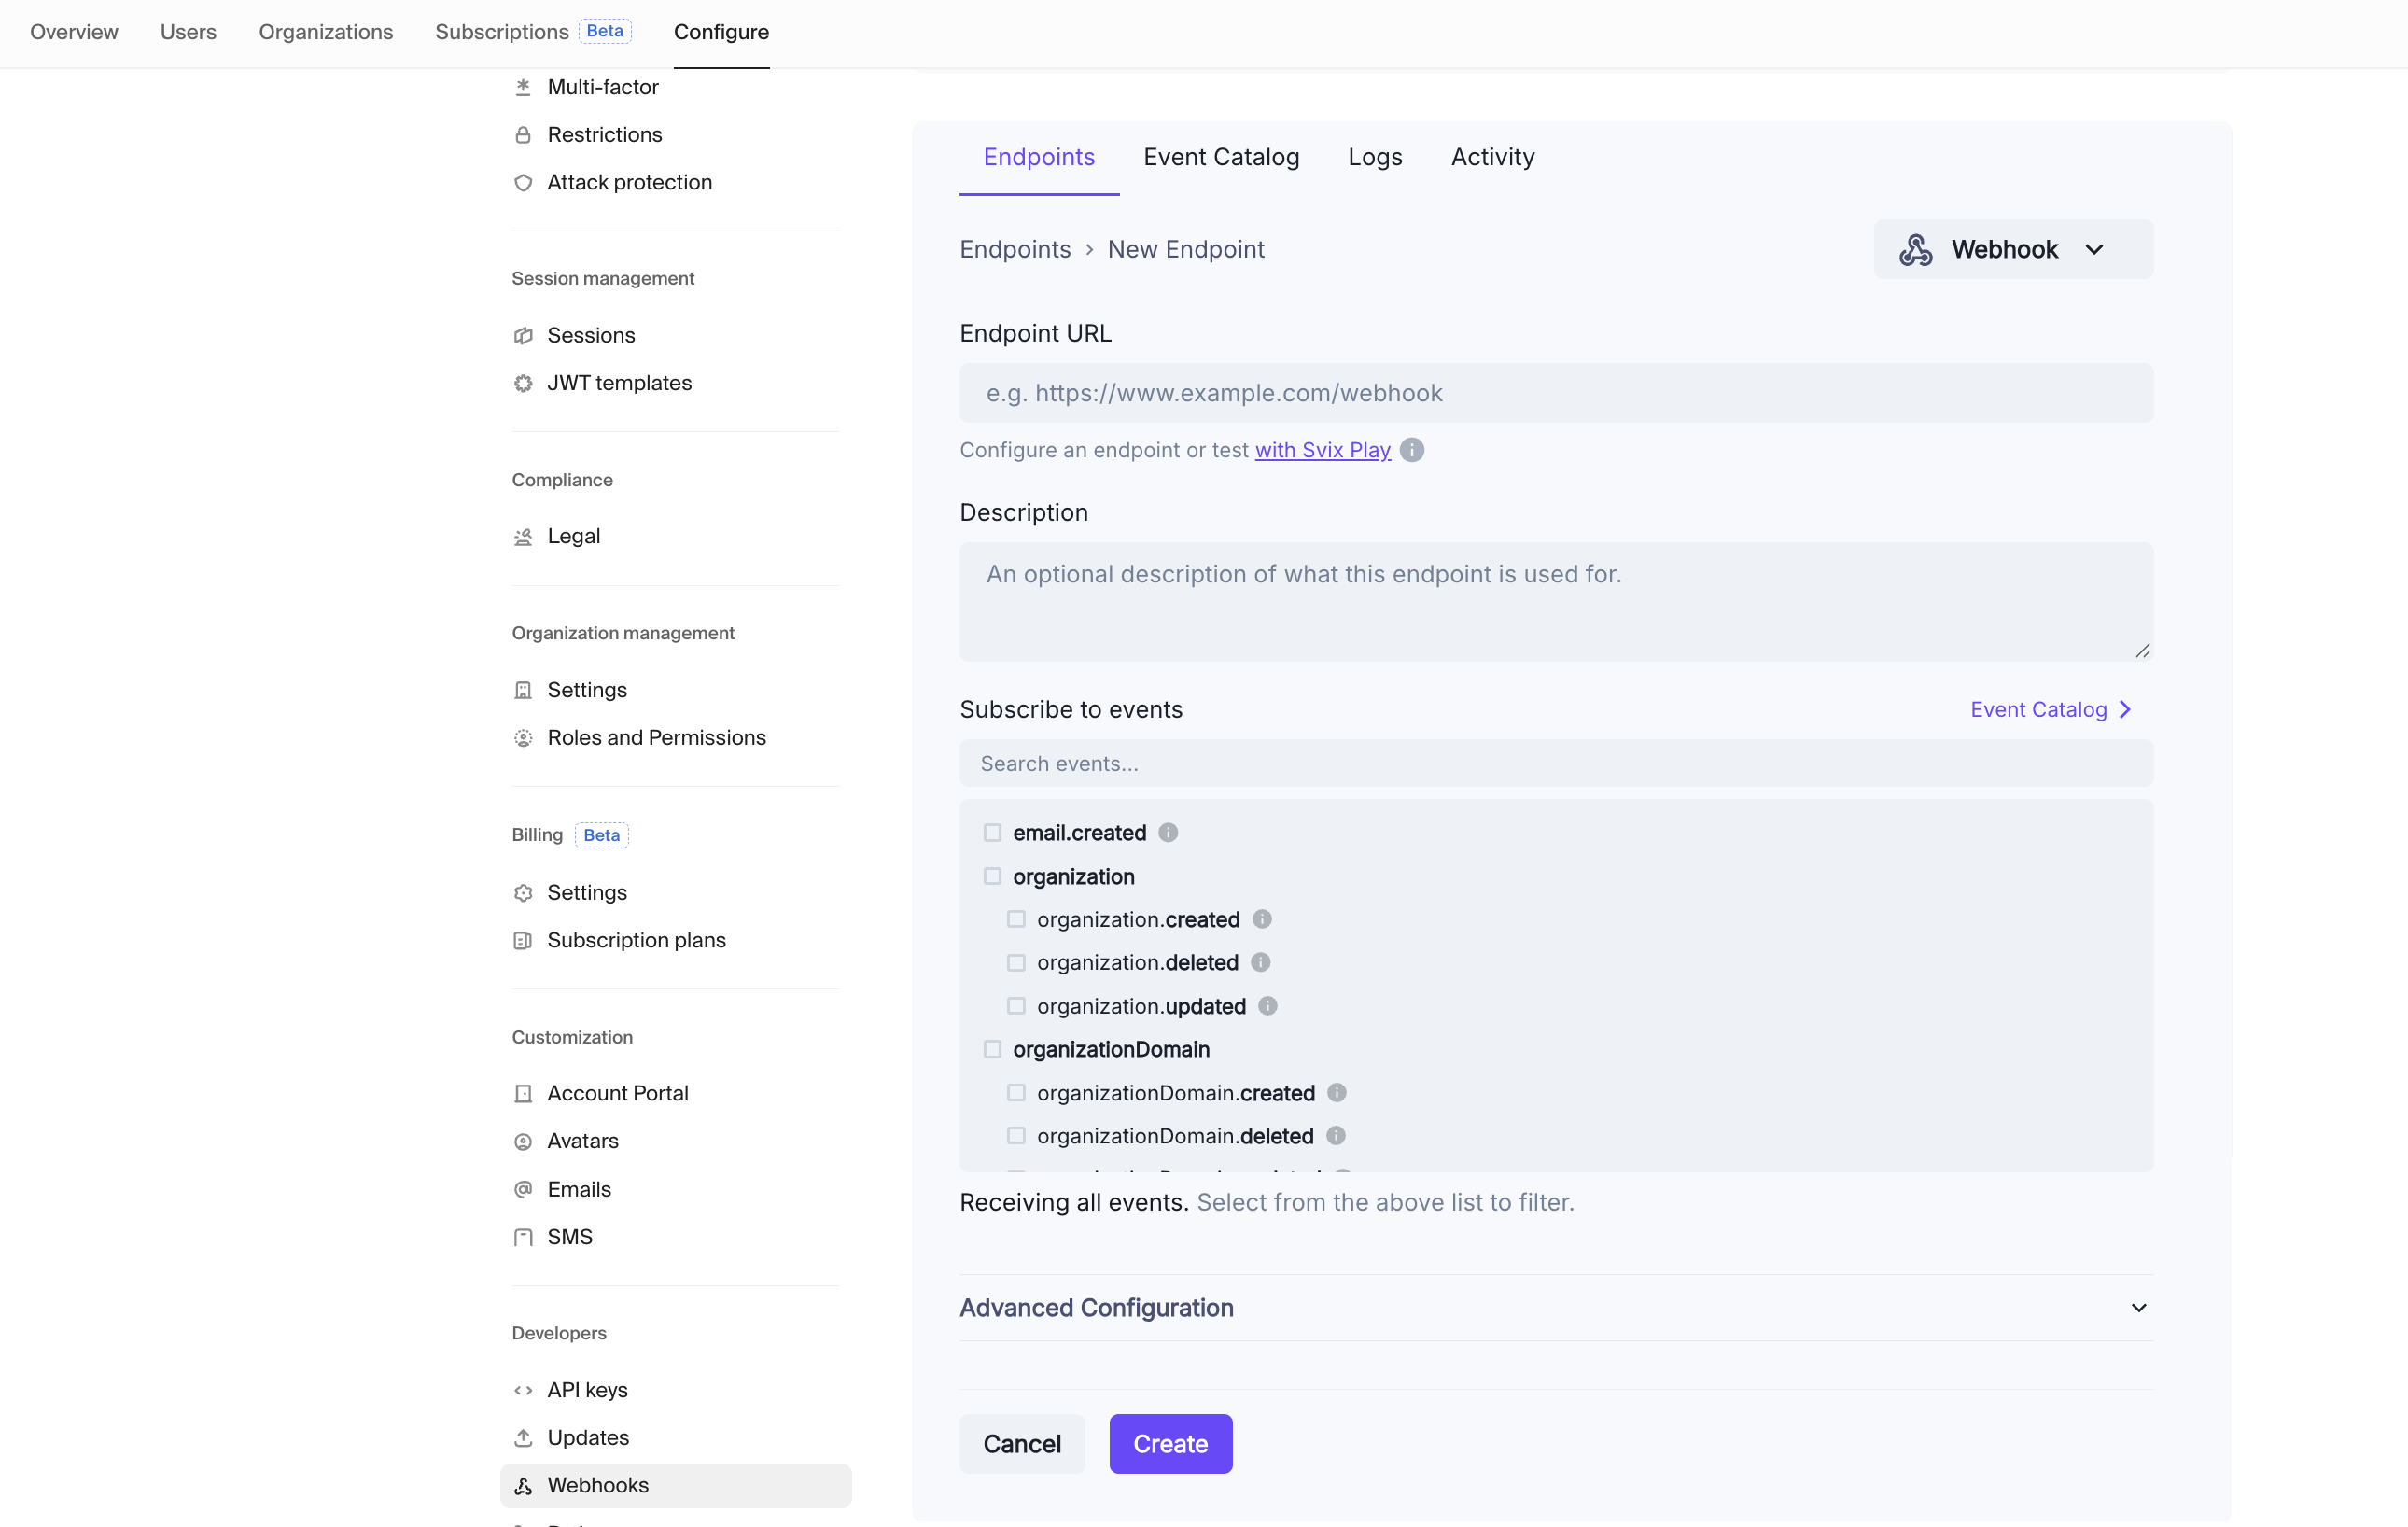 Overview Users Organizations Subscriptions Beta Configure
Multi-factor
Restrictions
Attack protection
Session management
Sessions
JWT templates
Compliance
Legal
Organization management
Settings
Roles and Permissions
Billing Beta
Settings
Subscription plans
Customization
Account Portal
Avatars
Emails
SMS
Developers
API keys
Updates
Webhooks
Endpoints Event Catalog Logs Activity
Endpoints > New Endpoint
Webhook
Endpoint URL
e.g. https://www.example.com/webhook
Configure an endpoint or test with Svix Play
Description
An optional description of what this endpoint is used for.
Subscribe to events
Event Catalog >
Search events...
email.created
organization
organization.created
organization.deleted
organization.updated
organizationDomain
organizationDomain.created
organizationDomain.deleted
Receiving all events. Select from the above list to filter.
Advanced Configuration
Cancel Create